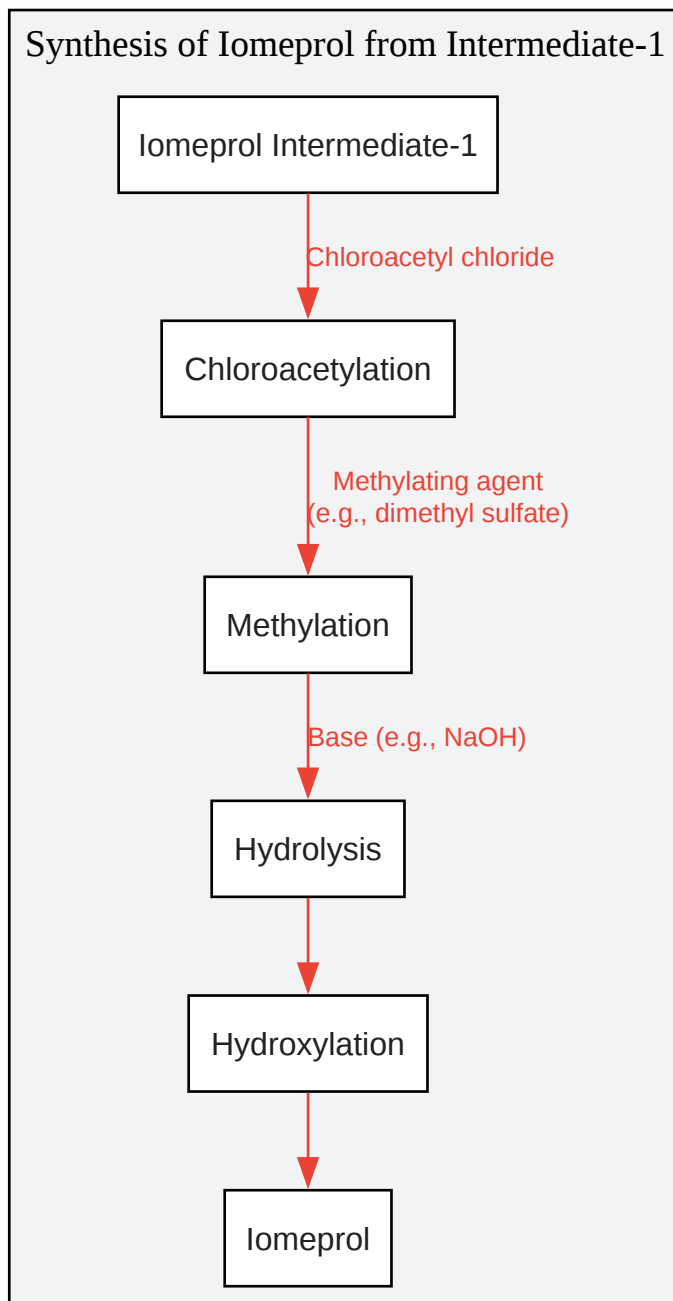 Synthesis of Iomeprol from Intermediate-1
Iomeprol Intermediate-1
Chloroacetyl chloride
Chloroacetylation
Methylating agent
(e.g., dimethyl sulfate)
Methylation
Base (e.g., NaOH)
Hydrolysis
Hydroxylation
Iomeprol